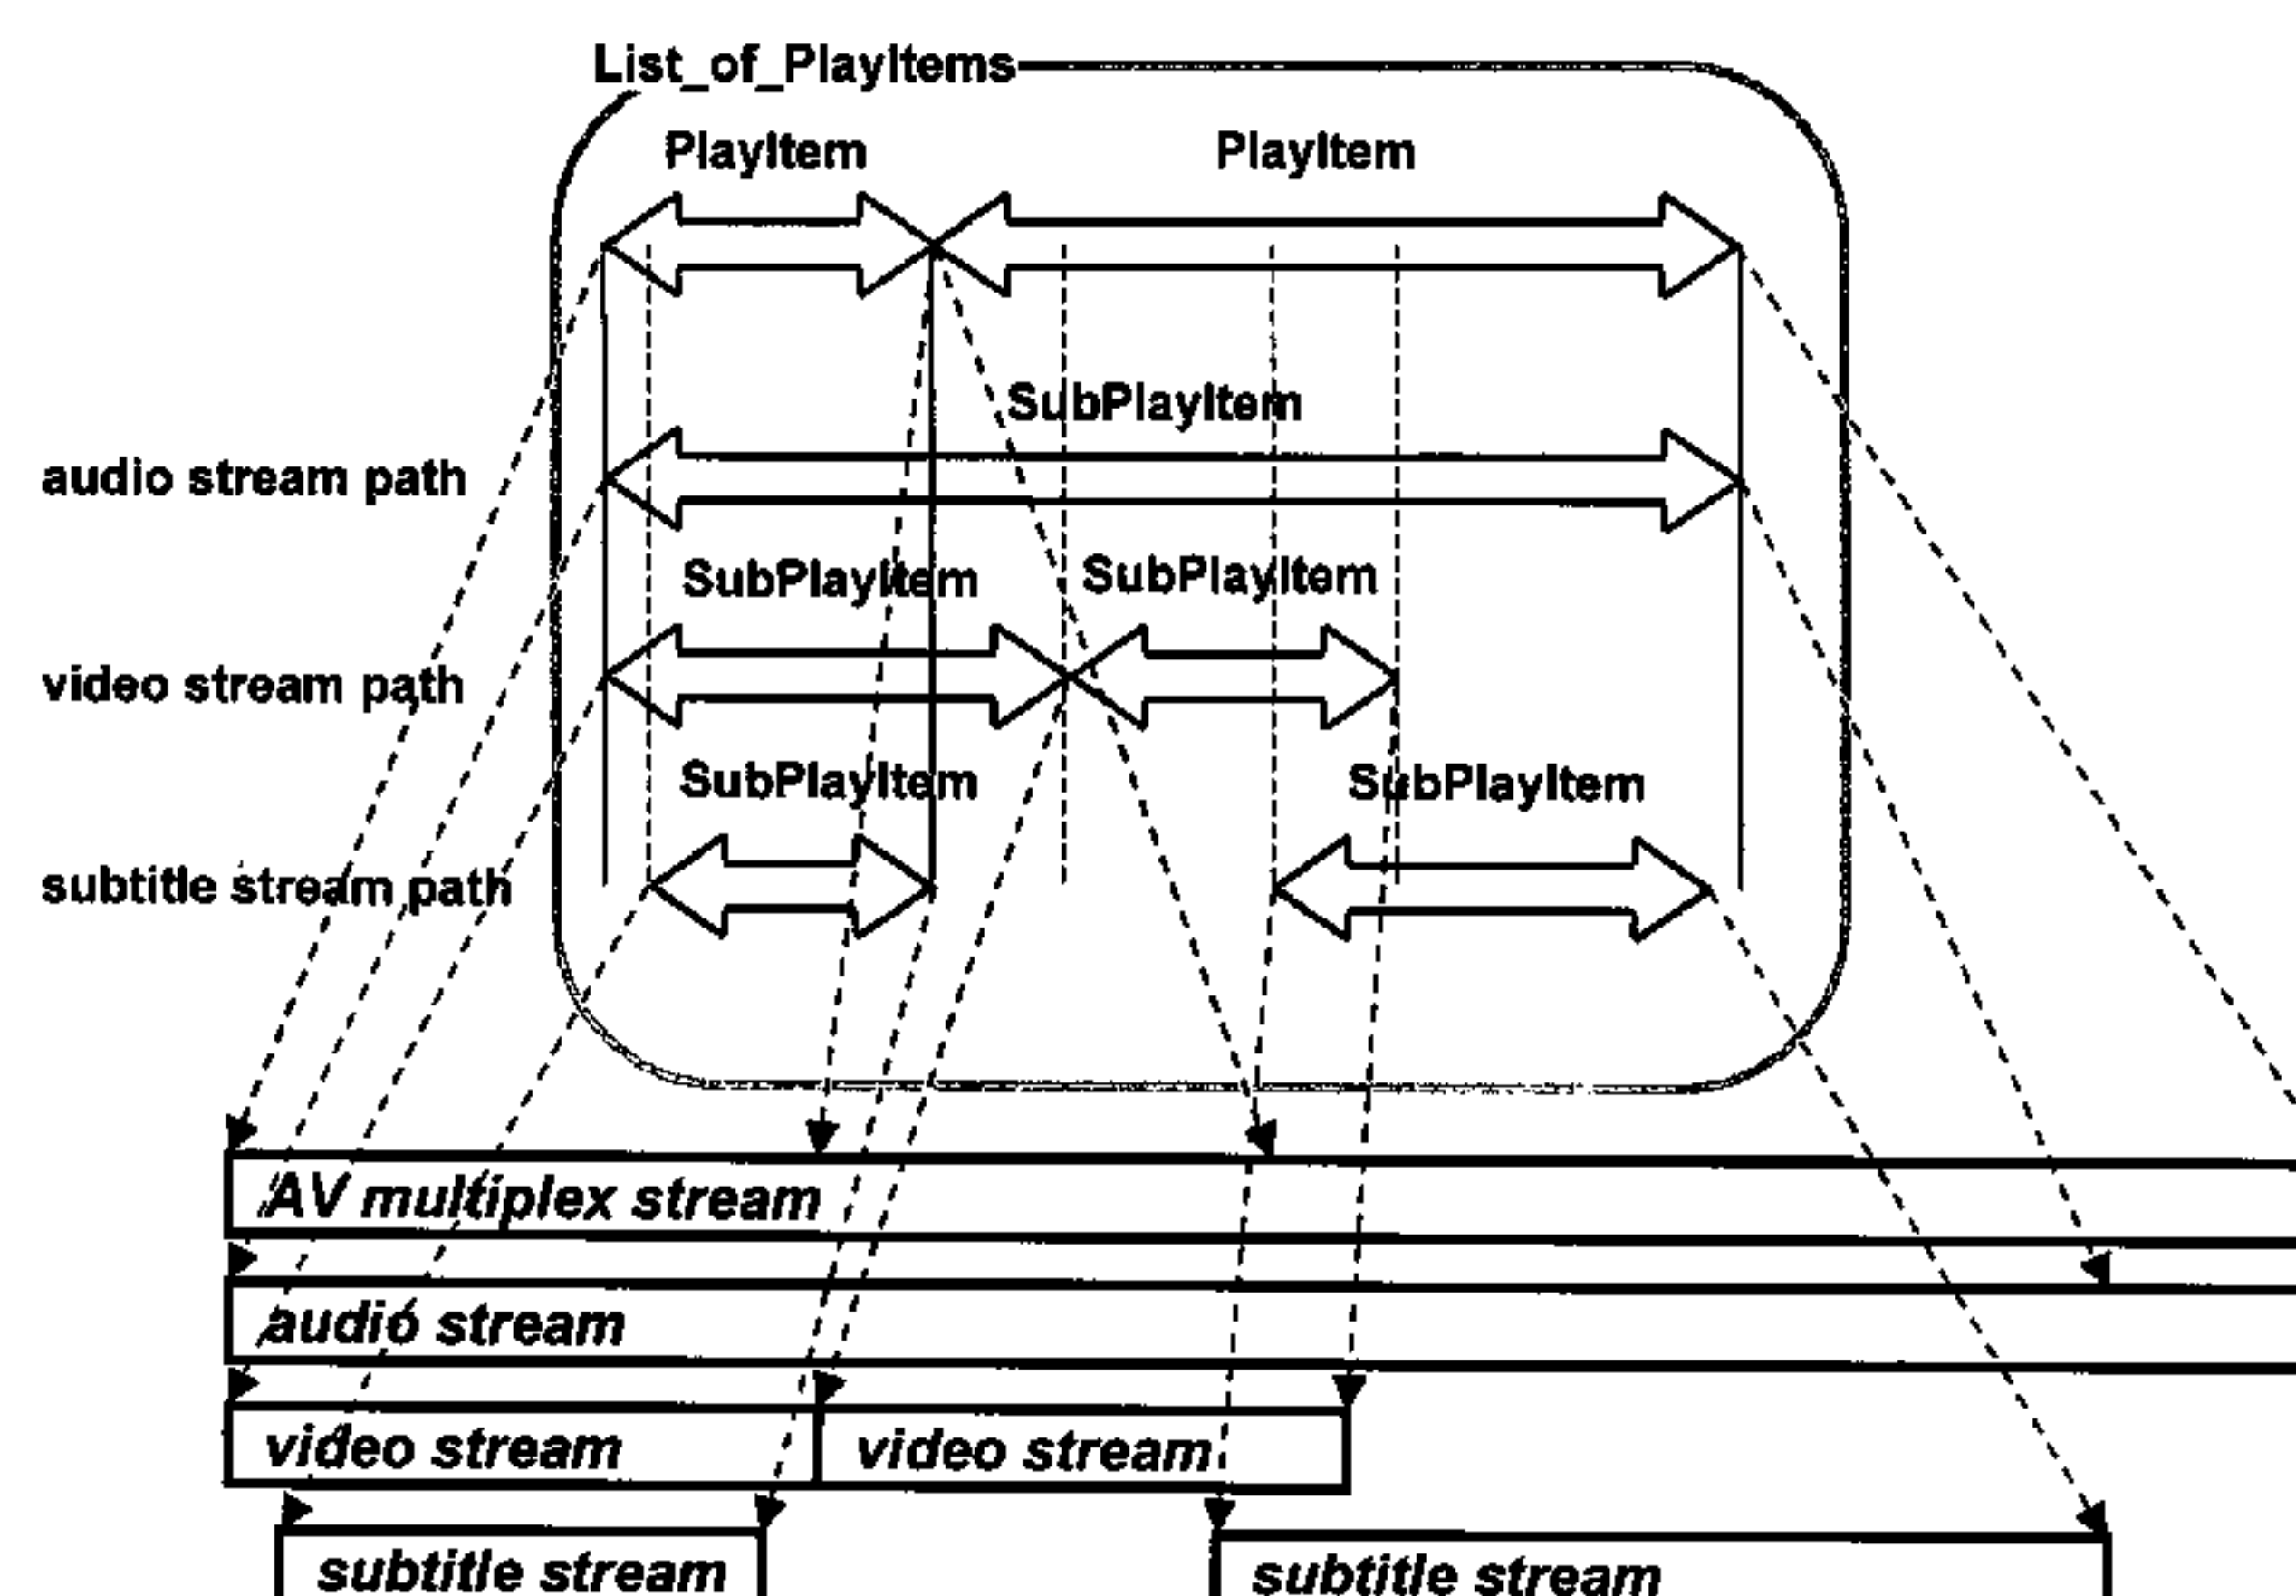 List_of_PlayItems
PlayItem PlayItem
SubPlayItem
audio stream path
SubPlayItem SubPlayItem
video stream path
SubPlayItem SubPlayItem
subtitle stream path
AV multiplex stream
audio stream
video stream video stream
subtitle stream subtitle stream